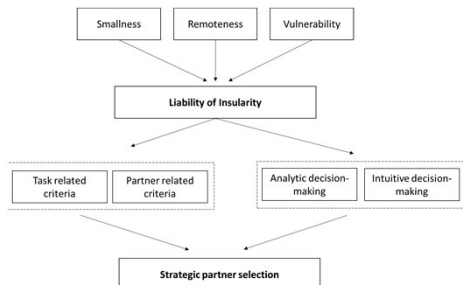 Smallness
Remoteness
Vulnerability
Liability of Insularity
Task related
criteria
Partner related
criteria
Analytic decision-
making
Intuitive decision-
making
Strategic partner selection